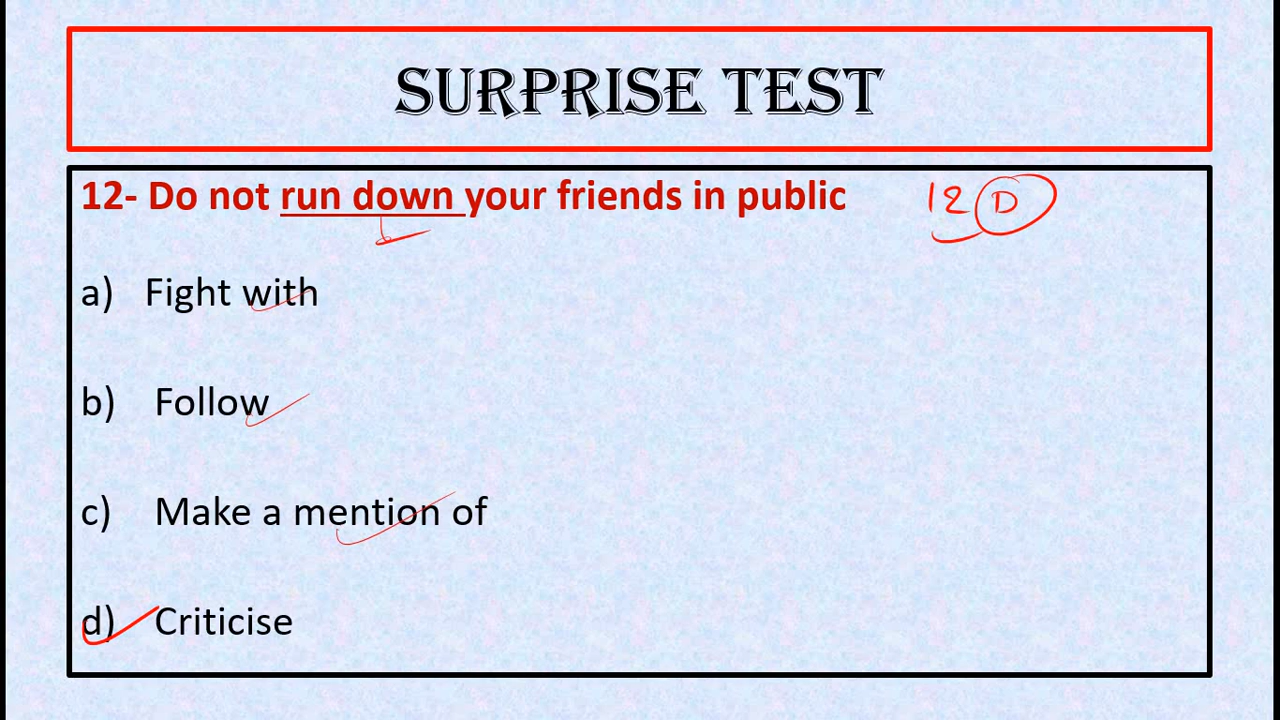 SURPRISE TEST
12- Do not run down your friends in public
12 D
a) Fight with
b) Follow
c) Make a mention of
d) Criticise